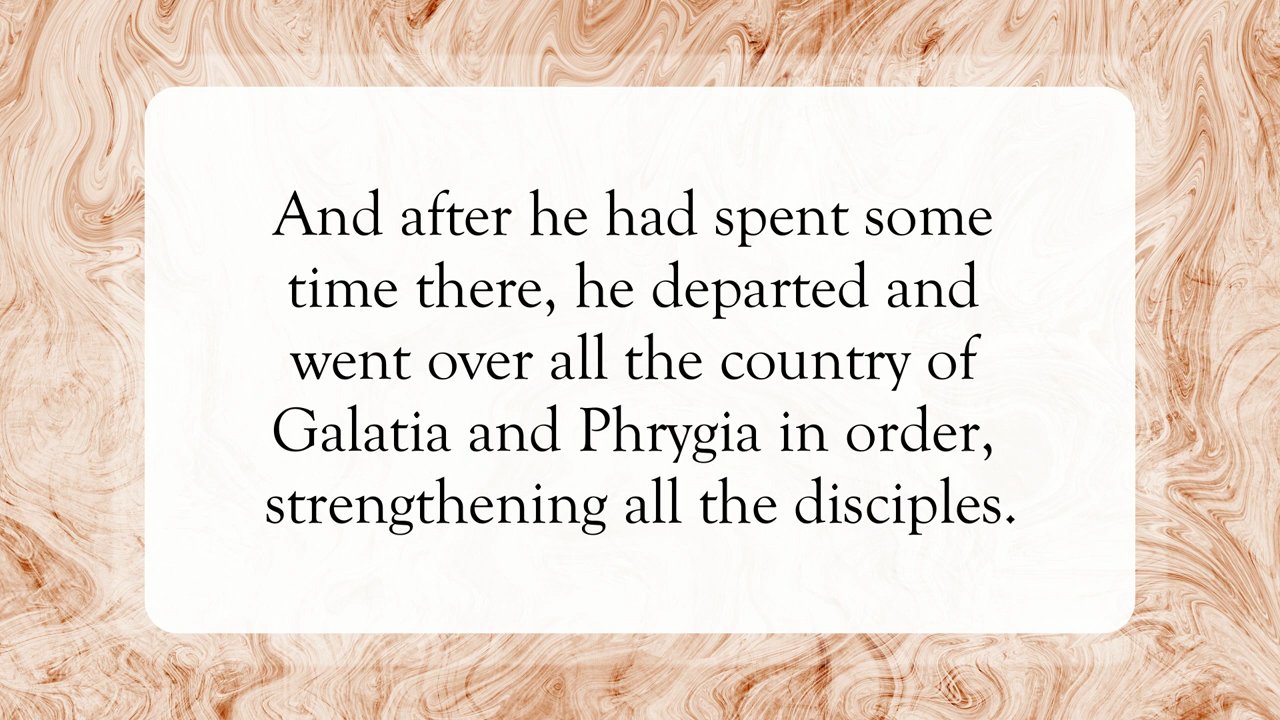 And after he had spent some
time there, he departed and
went over all the country of
Galatia and Phrygia in order,
strengthening all the disciples.